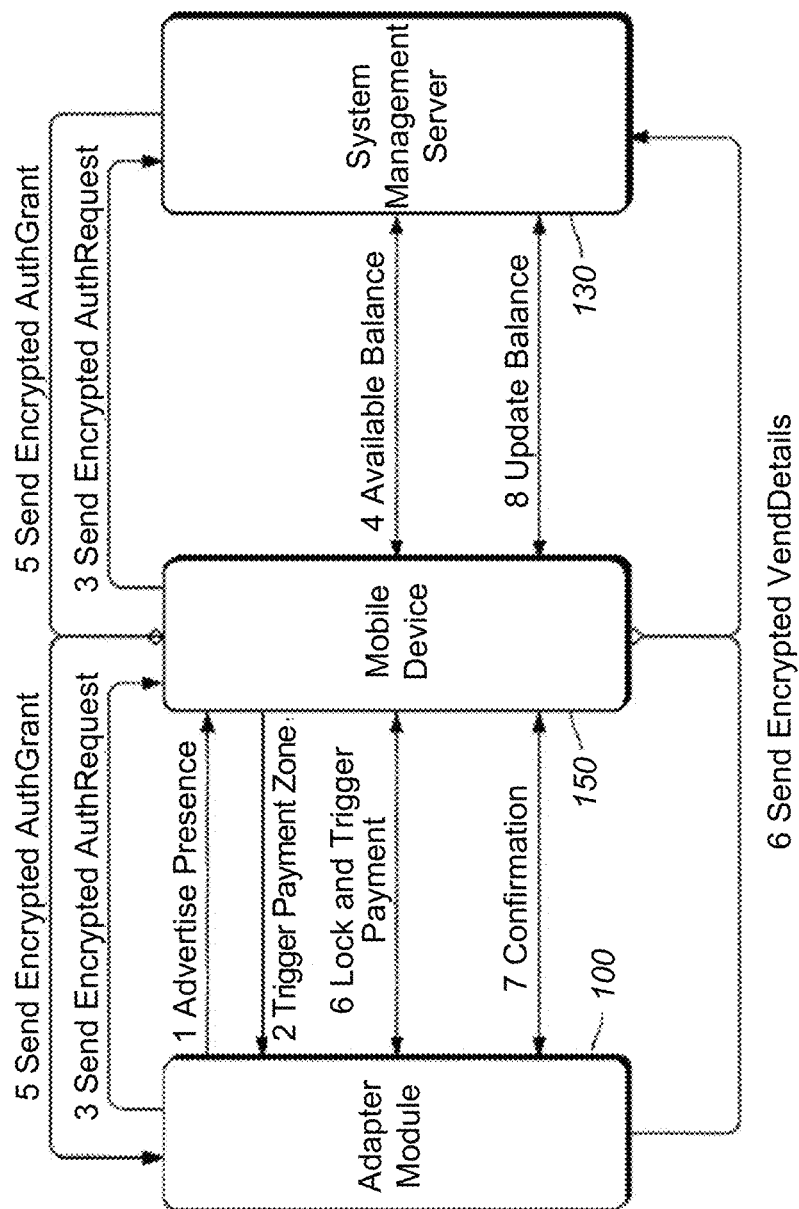 5 Send Encrypted AuthGrant
5 Send Encrypted AuthGrant
3 Send Encrypted AuthRequest
3 Send Encrypted AuthRequest
1 Advertise Presence
2 Trigger Payment Zone
6 Lock and Trigger
Payment
7 Confirmation
4 Available Balance
8 Update Balance
Adapter
Module
100
Mobile
Device
150
System
Management
Server
130
6 Send Encrypted VendDetails